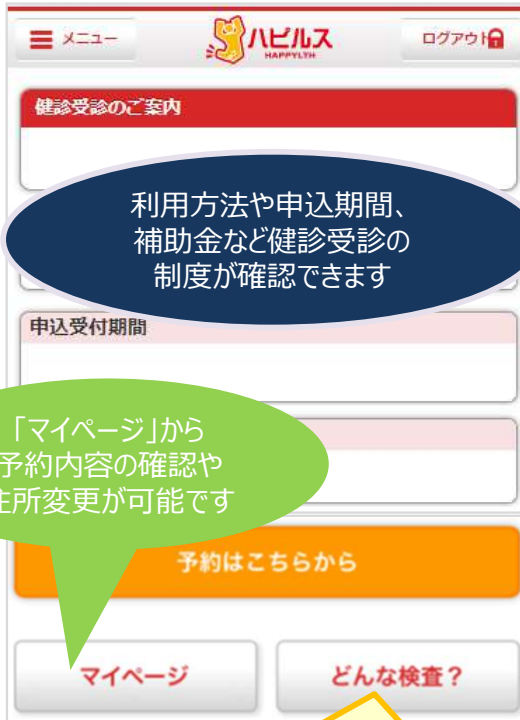 メニュー
ハピルス
HAPPYLTH
ログアウト
健診受診のご案内
利用方法や申込期間、
補助金など健診受診の
制度が確認できます
申込受付期間
「マイページ」から
予約内容の確認や
住所変更が可能です
予約はこちらから
マイページ
どんな検査？